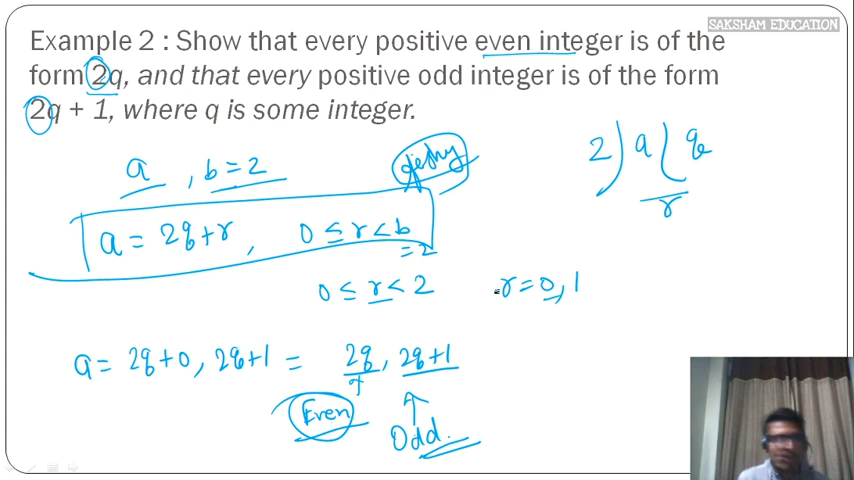 SAKSHAM EDUCATION
Example 2 : Show that every positive even integer is of the
form 2q, and that every positive odd integer is of the form
2q + 1, where q is some integer.
a , b = 2
2 ) a ( q
r
a = 2q + r , 0 ≤ r < b
= 2
0 ≤ r < 2 r = 0, 1
a = 2q + 0, 2q + 1 = 2q , 2q + 1
Even
Odd.